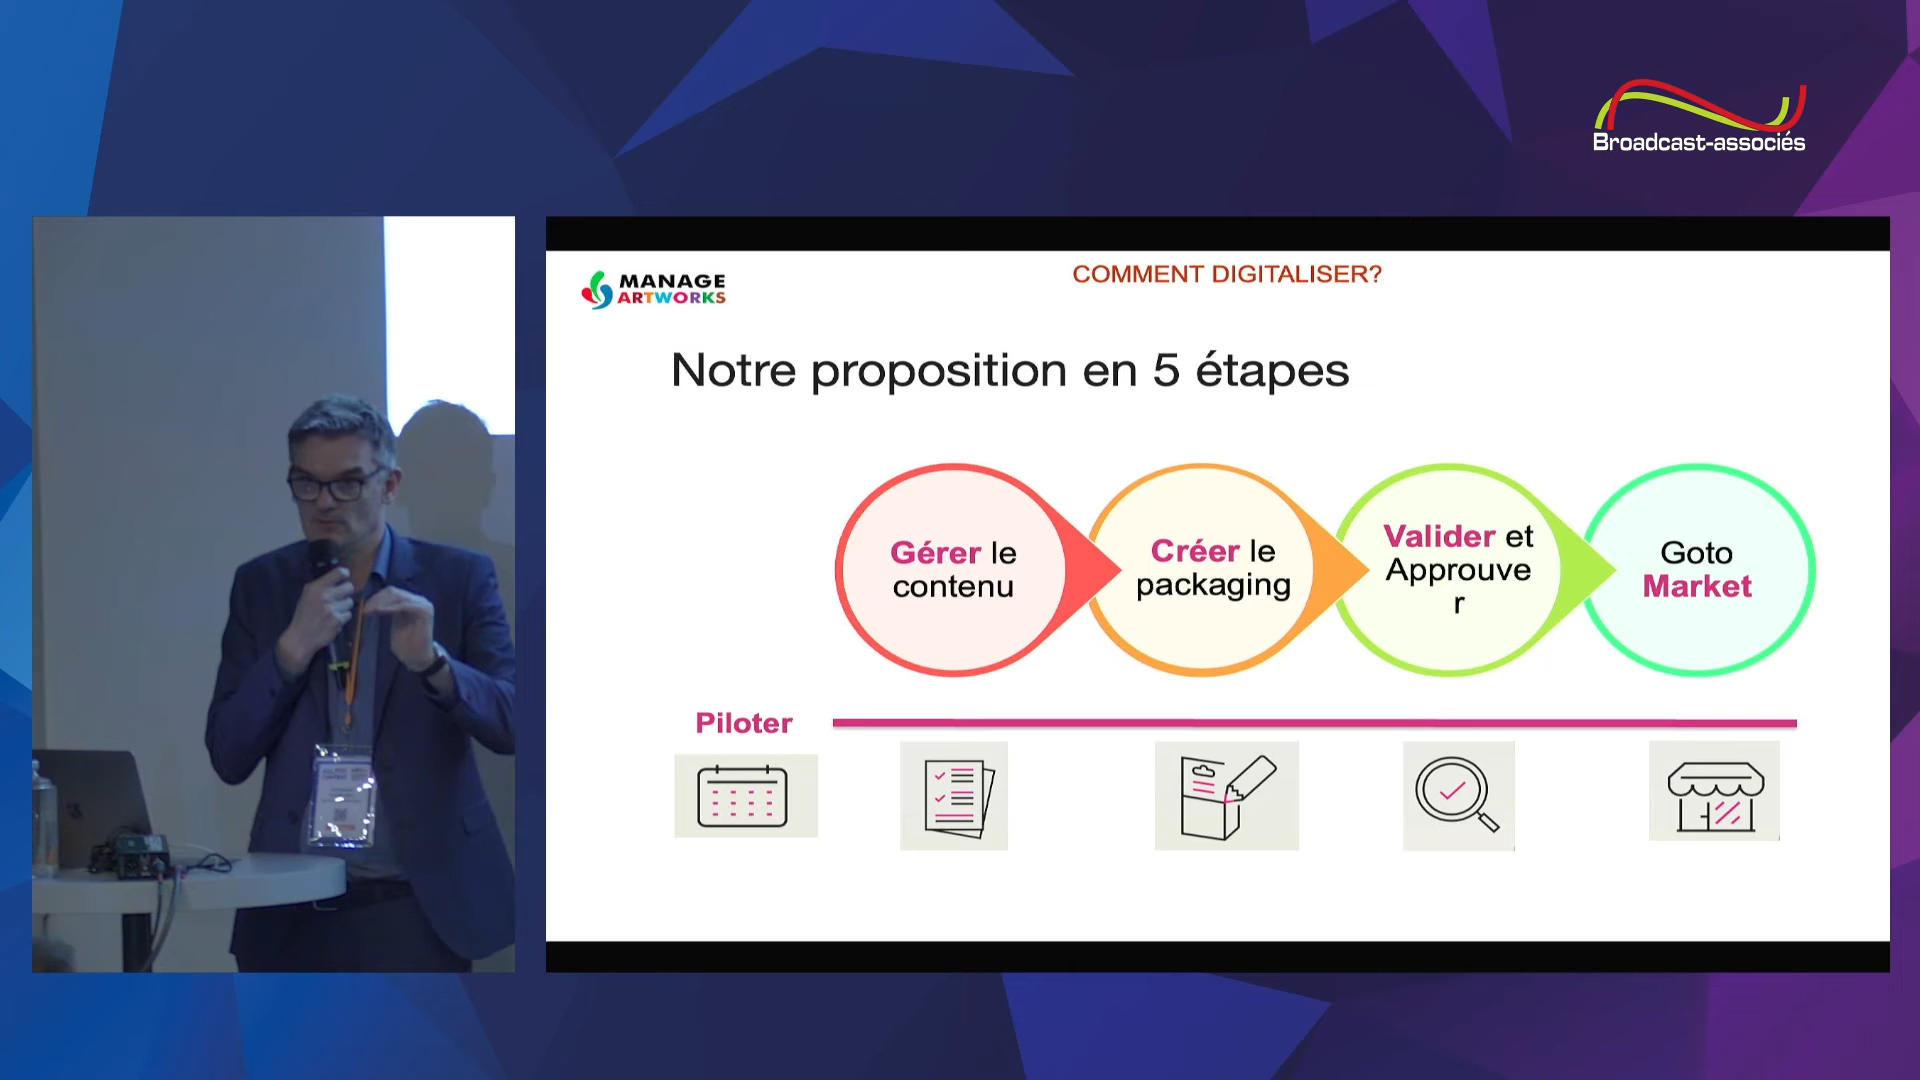 Broadcast-associés
MANAGE
ARTWORKS
COMMENT DIGITALISER?
Notre proposition en 5 étapes
Gérer le
contenu
Créer le
packaging
Valider et
Approuve
r
Goto
Market
Piloter